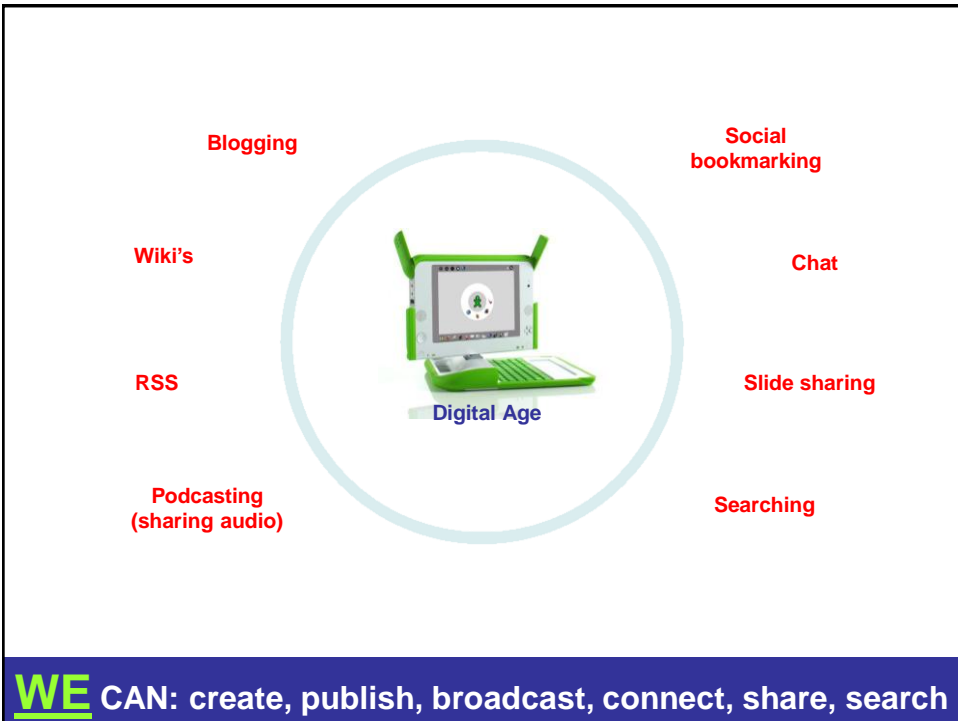 Blogging
Social
bookmarking
Wiki's
Chat
RSS
Slide sharing
Digital Age
Podcasting
(sharing audio)
Searching
WE CAN: create, publish, broadcast, connect, share, search